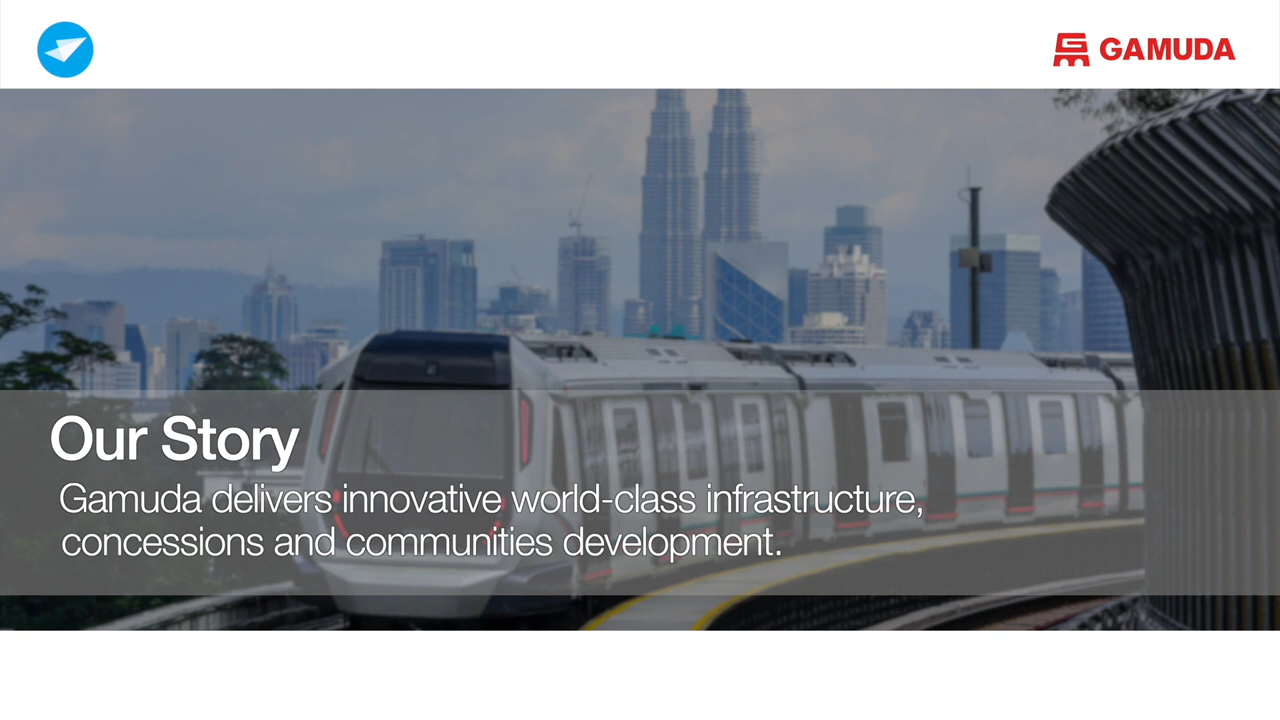 GAMUDA
Our Story
Gamuda delivers innovative world-class infrastructure,
concessions and communities development.